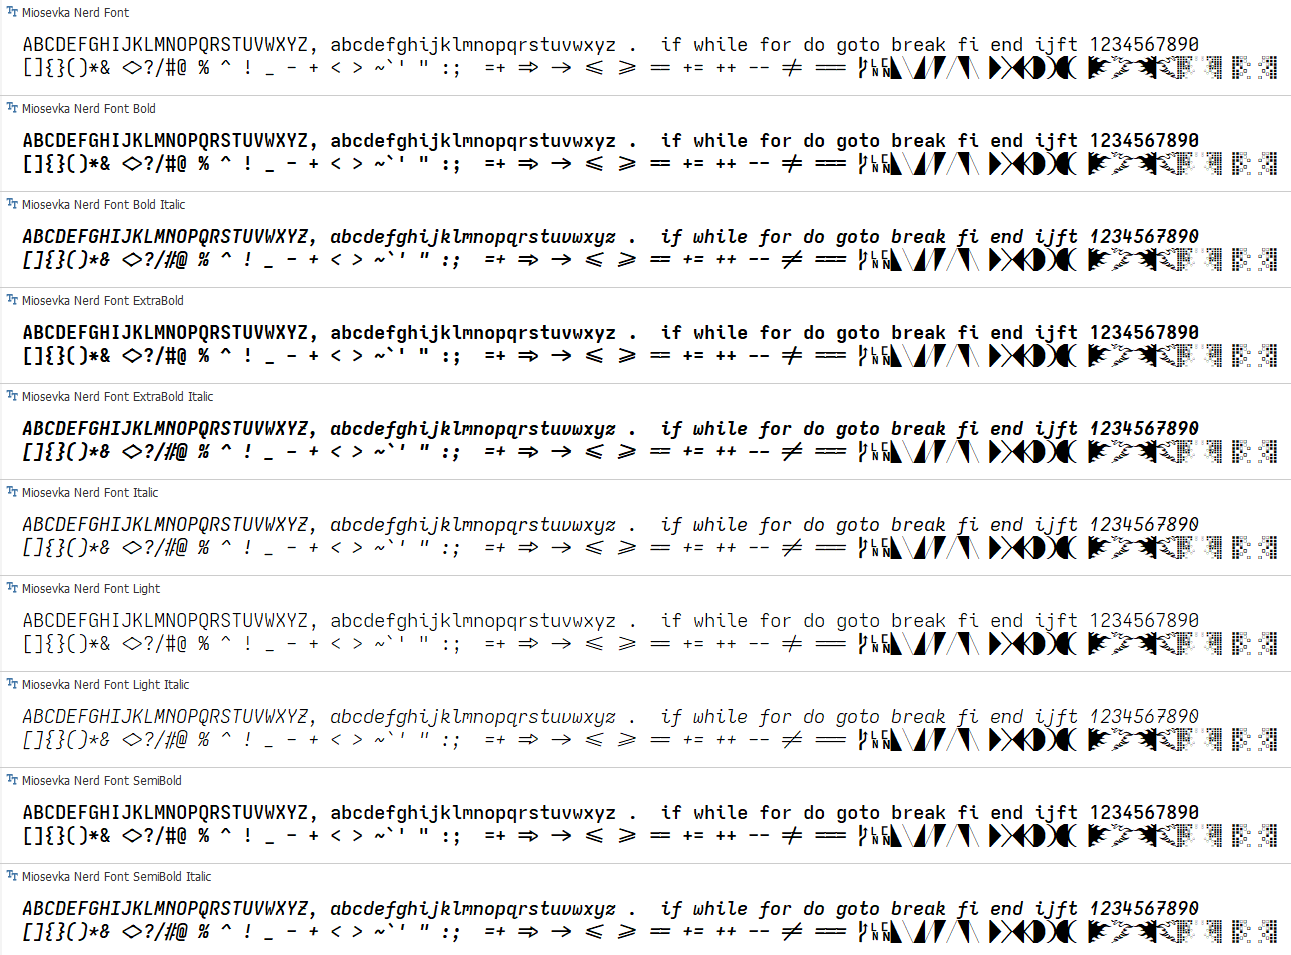 Miosevka Nerd Font
ABCDEFGHIJKLMNOPQRSTUVWXYZ, abcdefghijklmnopqrstuvwxyz . if while for do goto break fi end ijft 1234567890
[]{}()*& <>?/#@ % ^ ! _ - + < > ~`' " :; =+ => -> <= >= == += ++ -- != ===
Miosevka Nerd Font Bold
ABCDEFGHIJKLMNOPQRSTUVWXYZ, abcdefghijklmnopqrstuvwxyz . if while for do goto break fi end ijft 1234567890
[]{}()*& <>?/#@ % ^ ! _ - + < > ~`' " :; =+ => -> <= >= == += ++ -- != ===
Miosevka Nerd Font Bold Italic
ABCDEFGHIJKLMNOPQRSTUVWXYZ, abcdefghijklmnopqrstuvwxyz . if while for do goto break fi end ijft 1234567890
[]{}()*& <>?/#@ % ^ ! _ - + < > ~`' " :; =+ => -> <= >= == += ++ -- != ===
Miosevka Nerd Font ExtraBold
ABCDEFGHIJKLMNOPQRSTUVWXYZ, abcdefghijklmnopqrstuvwxyz . if while for do goto break fi end ijft 1234567890
[]{}()*& <>?/#@ % ^ ! _ - + < > ~`' " :; =+ => -> <= >= == += ++ -- != ===
Miosevka Nerd Font ExtraBold Italic
ABCDEFGHIJKLMNOPQRSTUVWXYZ, abcdefghijklmnopqrstuvwxyz . if while for do goto break fi end ijft 1234567890
[]{}()*& <>?/#@ % ^ ! _ - + < > ~`' " :; =+ => -> <= >= == += ++ -- != ===
Miosevka Nerd Font Italic
ABCDEFGHIJKLMNOPQRSTUVWXYZ, abcdefghijklmnopqrstuvwxyz . if while for do goto break fi end ijft 1234567890
[]{}()*& <>?/#@ % ^ ! _ - + < > ~`' " :; =+ => -> <= >= == += ++ -- != ===
Miosevka Nerd Font Light
ABCDEFGHIJKLMNOPQRSTUVWXYZ, abcdefghijklmnopqrstuvwxyz . if while for do goto break fi end ijft 1234567890
[]{}()*& <>?/#@ % ^ ! _ - + < > ~`' " :; =+ => -> <= >= == += ++ -- != ===
Miosevka Nerd Font Light Italic
ABCDEFGHIJKLMNOPQRSTUVWXYZ, abcdefghijklmnopqrstuvwxyz . if while for do goto break fi end ijft 1234567890
[]{}()*& <>?/#@ % ^ ! _ - + < > ~`' " :; =+ => -> <= >= == += ++ -- != ===
Miosevka Nerd Font SemiBold
ABCDEFGHIJKLMNOPQRSTUVWXYZ, abcdefghijklmnopqrstuvwxyz . if while for do goto break fi end ijft 1234567890
[]{}()*& <>?/#@ % ^ ! _ - + < > ~`' " :; =+ => -> <= >= == += ++ -- != ===
Miosevka Nerd Font SemiBold Italic
ABCDEFGHIJKLMNOPQRSTUVWXYZ, abcdefghijklmnopqrstuvwxyz . if while for do goto break fi end ijft 1234567890
[]{}()*& <>?/#@ % ^ ! _ - + < > ~`' " :; =+ => -> <= >= == += ++ -- != ===